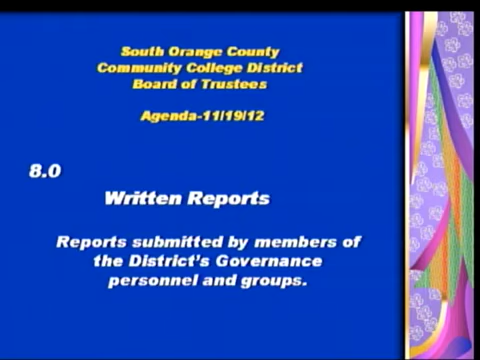 South Orange County
Community College District
Board of Trustees
Agenda-11/19/12
8.0
Written Reports
Reports submitted by members of
the District's Governance
personnel and groups.